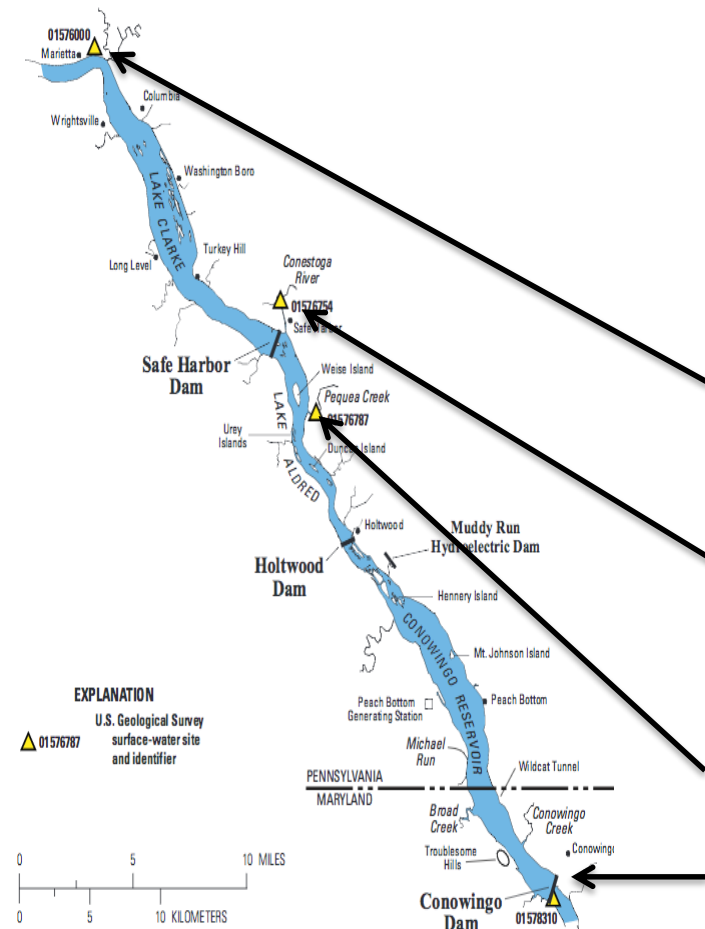 01576000
Marietta
Columbia
Wrightsville
Washington Boro
LAKE CLARKE
Turkey Hill
Long Level
Conestoga
River
01576754
Safe Harbor
Safe Harbor
Dam
Weise Island
Pequea Creek
01576787
LAKE ALDRED
Urey
Islands
Duncan Island
Holtwood
Muddy Run
Hydroelectric Dam
Holtwood
Dam
Hennery Island
CONOWINGO RESERVOIR
Mt. Johnson Island
EXPLANATION
01576787
U.S. Geological Survey
surface-water site
and identifier
Peach Bottom
Peach Bottom
Generating Station
Michael
Run
Wildcat Tunnel
PENNSYLVANIA
MARYLAND
Broad
Creek
Conowingo
Creek
Troublesome
Hills
Conowingo
0 5 10 MILES
0 5 10 KILOMETERS
Conowingo
Dam
01578310